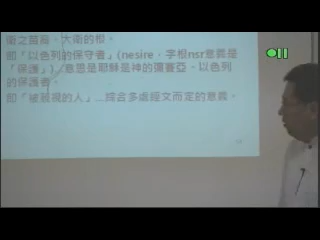 衛之苗裔，大衛的根。
即「以色列的保守者」(nesire，字根nsr意義是
「保護」)，意思是耶穌是神的彌賽亞，以色列
的保護者。
即「被藐視的人」…綜合多處經文而定的意義。